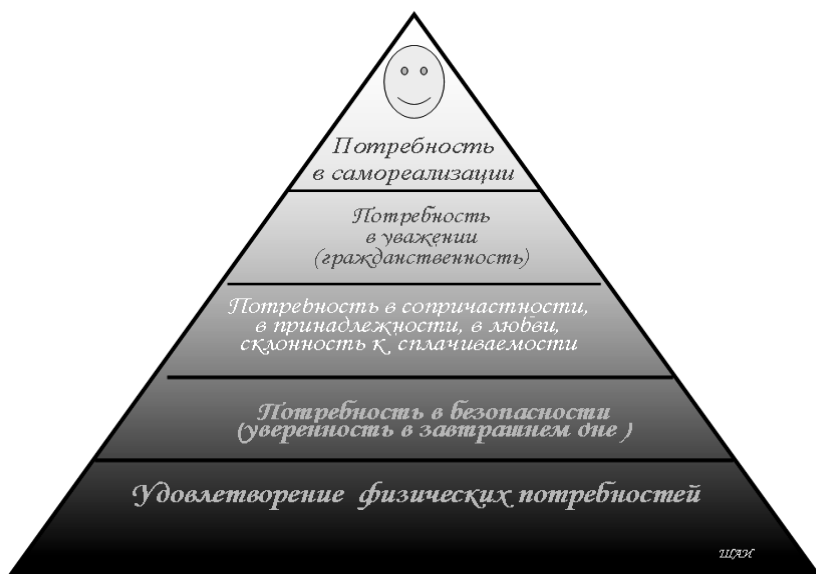 Потребность
в самореализации
Потребность
в уважении
(гражданственность)
Потребность в сопричастности,
в принадлежности, в любви,
склонность к сплачиваемости
Потребность в безопасности
(уверенность в завтрашнем дне )
Удовлетворение физических потребностей
ШАН